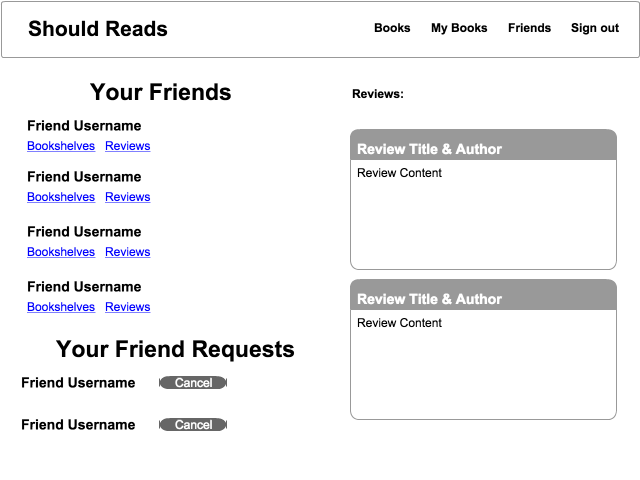 Should Reads
Books My Books Friends Sign out
Your Friends
Friend Username
Bookshelves Reviews
Friend Username
Bookshelves Reviews
Friend Username
Bookshelves Reviews
Friend Username
Bookshelves Reviews
Your Friend Requests
Friend Username Cancel
Friend Username Cancel
Reviews:
Review Title & Author
Review Content
Review Title & Author
Review Content